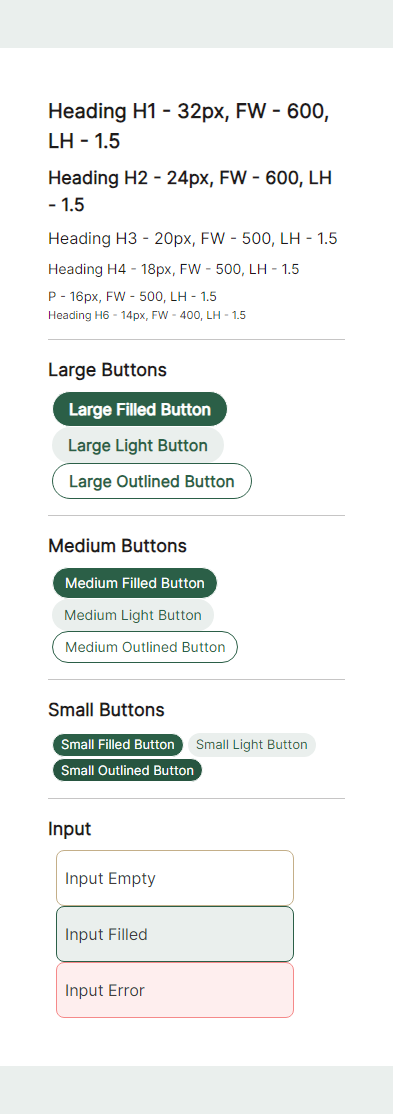 Heading H1 - 32px, FW - 600,
LH - 1.5
Heading H2 - 24px, FW - 600, LH
- 1.5
Heading H3 - 20px, FW - 500, LH - 1.5
Heading H4 - 18px, FW - 500, LH - 1.5
P - 16px, FW - 500, LH - 1.5
Heading H6 - 14px, FW - 400, LH - 1.5
Large Buttons
Large Filled Button
Large Light Button
Large Outlined Button
Medium Buttons
Medium Filled Button
Medium Light Button
Medium Outlined Button
Small Buttons
Small Filled Button Small Light Button
Small Outlined Button
Input
Input Empty
Input Filled
Input Error